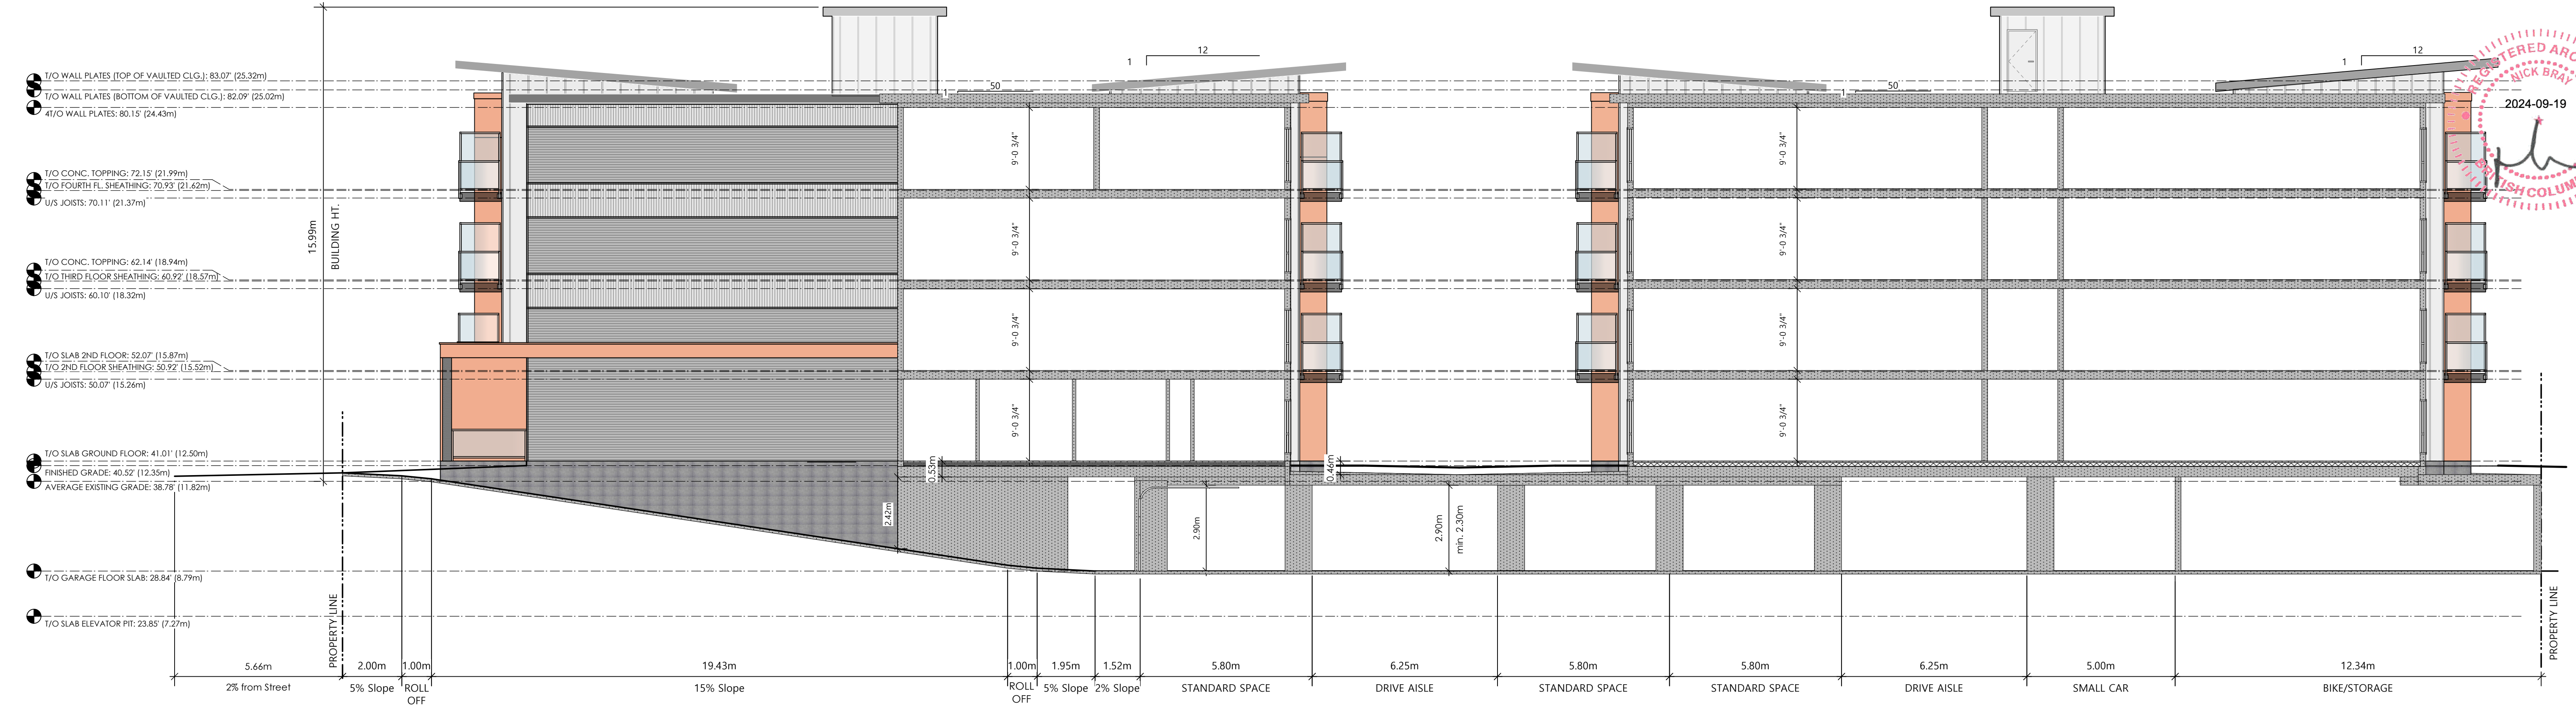 T/O WALL PLATES (TOP OF VAULTED CLG.): 83.07' (25.32m)
T/O WALL PLATES (BOTTOM OF VAULTED CLG.): 82.09' (25.02m)
4T/O WALL PLATES: 80.15' (24.43m)
T/O CONC. TOPPING: 72.15' (21.99m)
T/O FOURTH FL. SHEATHING: 70.93' (21.62m)
U/S JOISTS: 70.11' (21.37m)
T/O CONC. TOPPING: 62.14' (18.94m)
T/O THIRD FLOOR SHEATHING: 60.92' (18.57m)
U/S JOISTS: 60.10' (18.32m)
T/O SLAB 2ND FLOOR: 52.07' (15.87m)
T/O 2ND FLOOR SHEATHING: 50.92' (15.52m)
U/S JOISTS: 50.07' (15.26m)
T/O SLAB GROUND FLOOR: 41.01' (12.50m)
FINISHED GRADE: 40.52' (12.35m)
AVERAGE EXISTING GRADE: 38.78' (11.82m)
T/O GARAGE FLOOR SLAB: 28.84' (8.79m)
T/O SLAB ELEVATOR PIT: 23.85' (7.27m)
15.99m
BUILDING HT.
1
12
1
50
1
50
1
12
REGISTERED ARC
NICK BRAY
2024-09-19
BRITISH COLUM
9'-0 3/4"
9'-0 3/4"
9'-0 3/4"
9'-0 3/4"
9'-0 3/4"
9'-0 3/4"
9'-0 3/4"
9'-0 3/4"
0.53m
0.46m
2.42m
2.90m
2.90m
min. 2.30m
PROPERTY LINE
PROPERTY LINE
5.66m
2.00m
1.00m
19.43m
1.00m
1.95m
1.52m
5.80m
6.25m
5.80m
5.80m
6.25m
5.00m
12.34m
2% from Street
5% Slope
ROLL
OFF
15% Slope
ROLL
OFF
5% Slope
2% Slope
STANDARD SPACE
DRIVE AISLE
STANDARD SPACE
STANDARD SPACE
DRIVE AISLE
SMALL CAR
BIKE/STORAGE